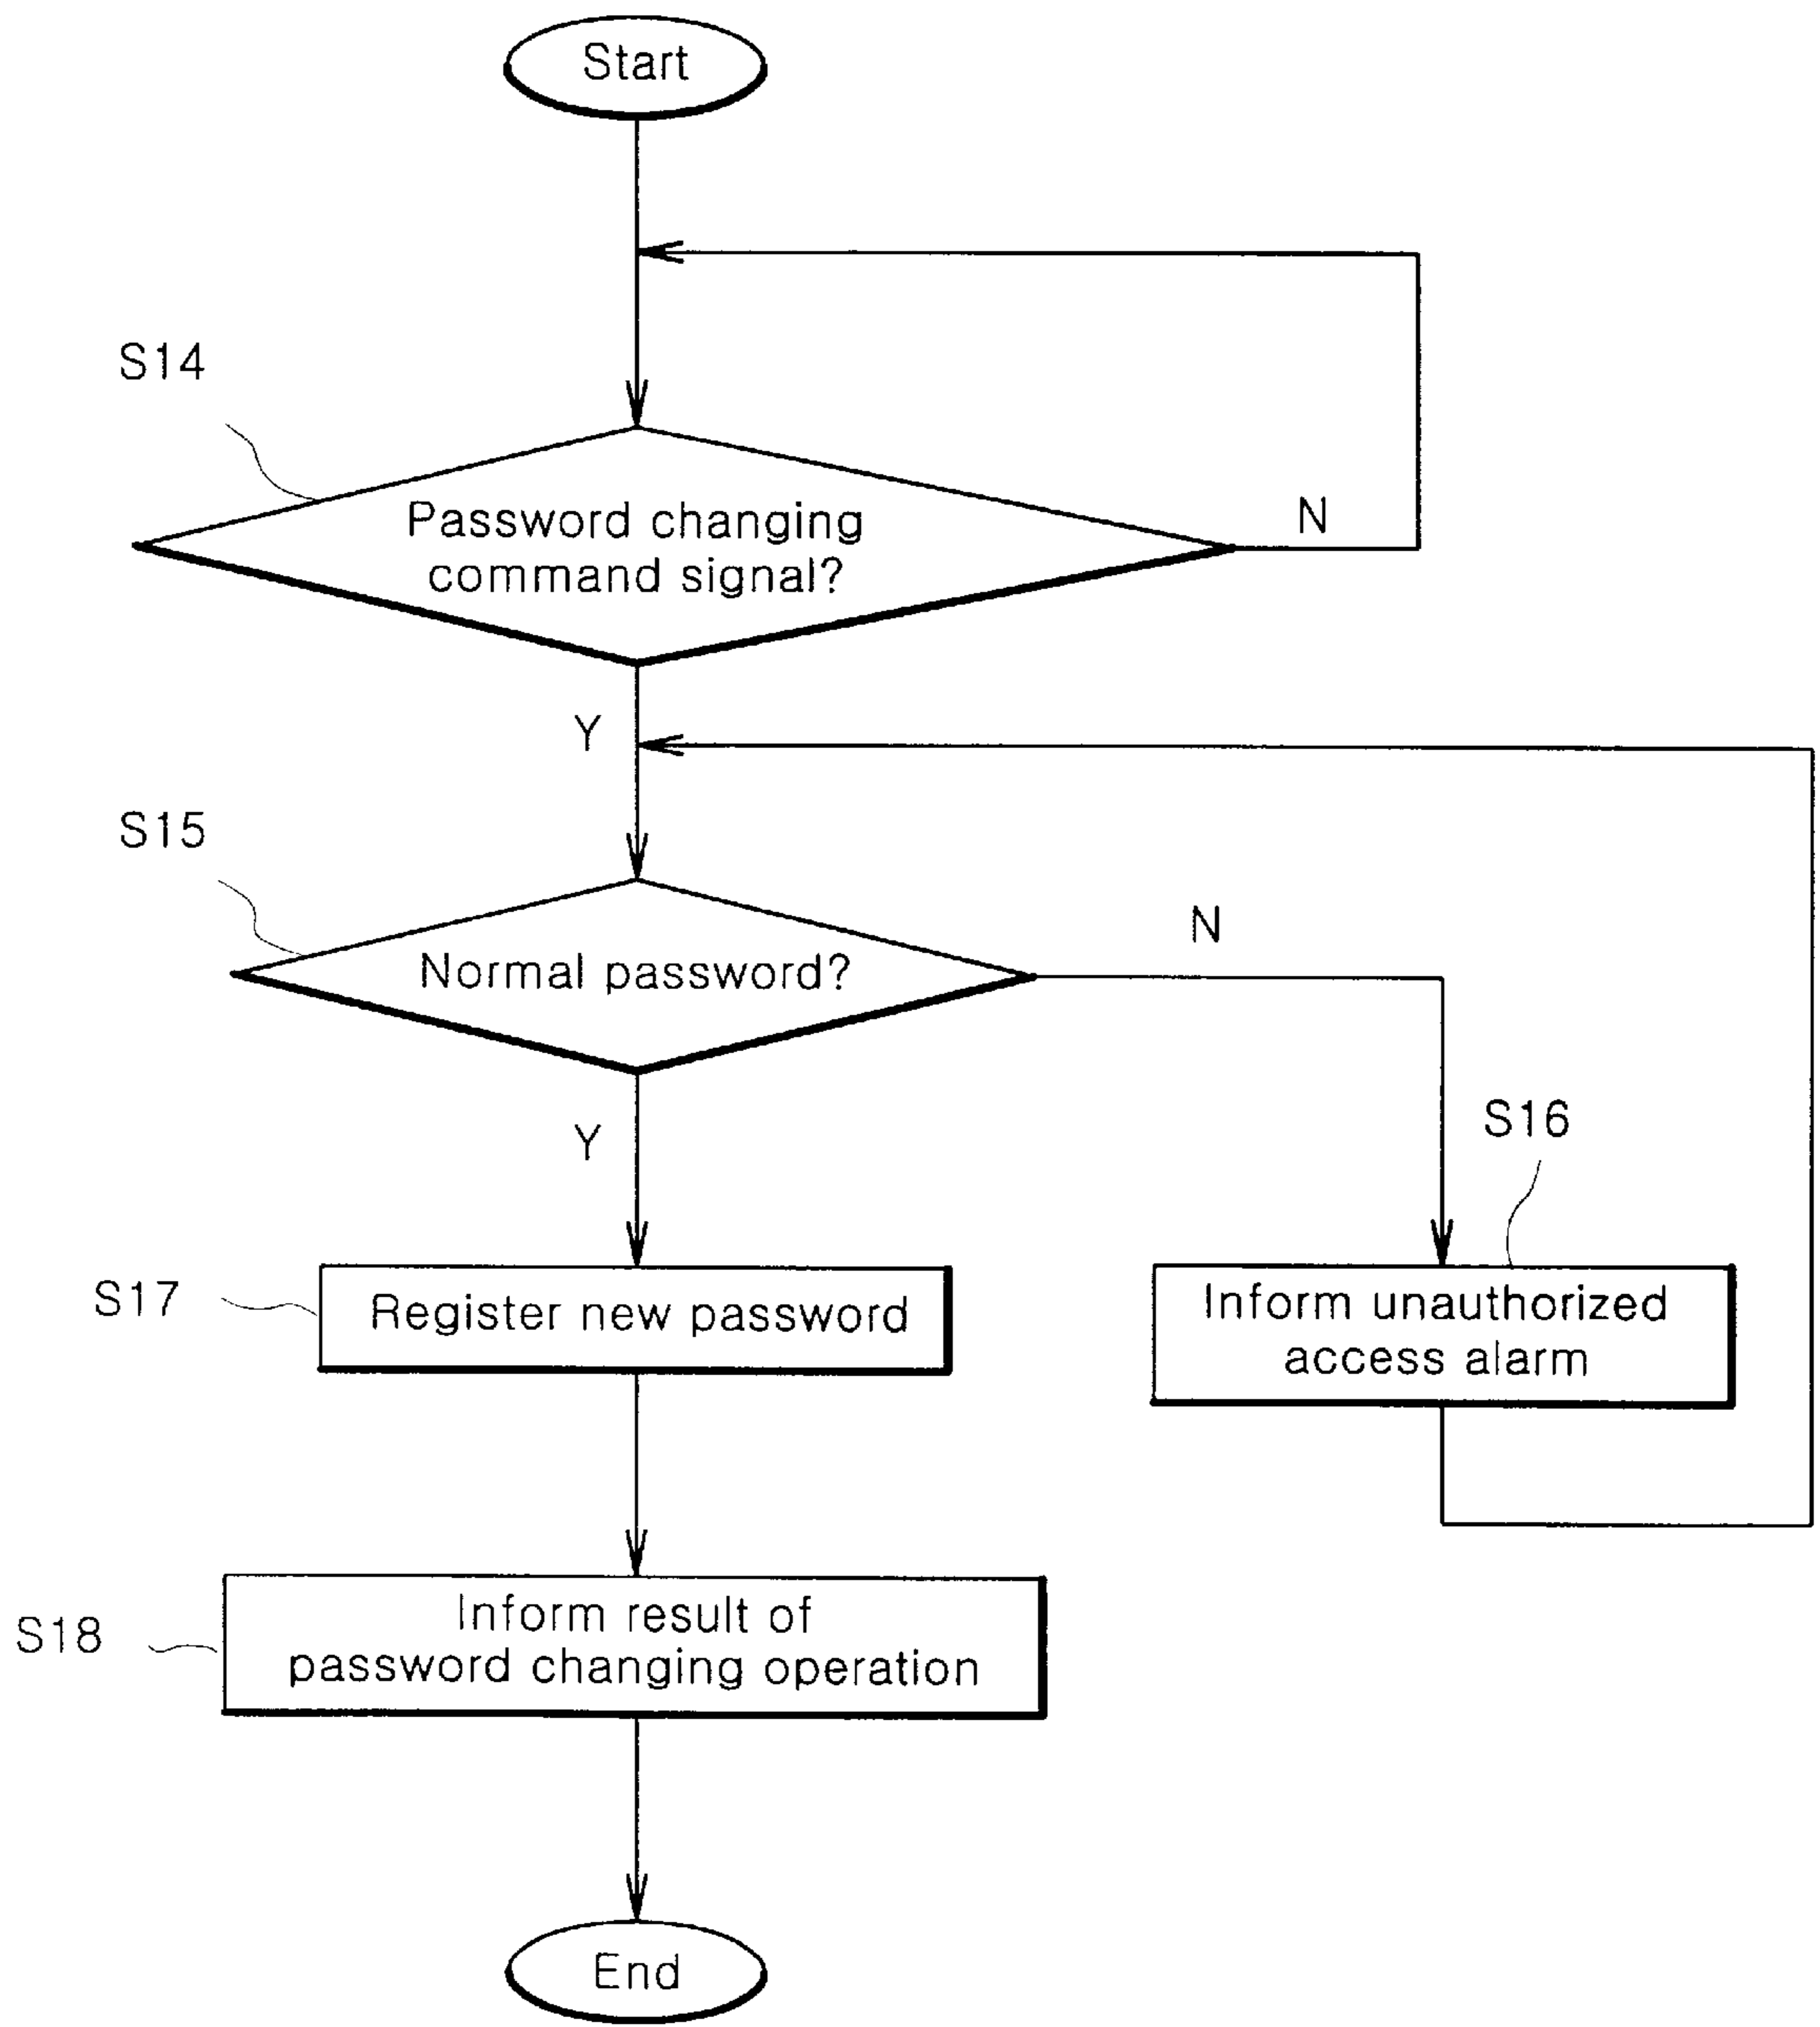 Start
S14
Password changing
command signal?
N
Y
S15
Normal password?
N
Y
S16
S17
Register new password
Inform unauthorized
access alarm
S18
Inform result of
password changing operation
End